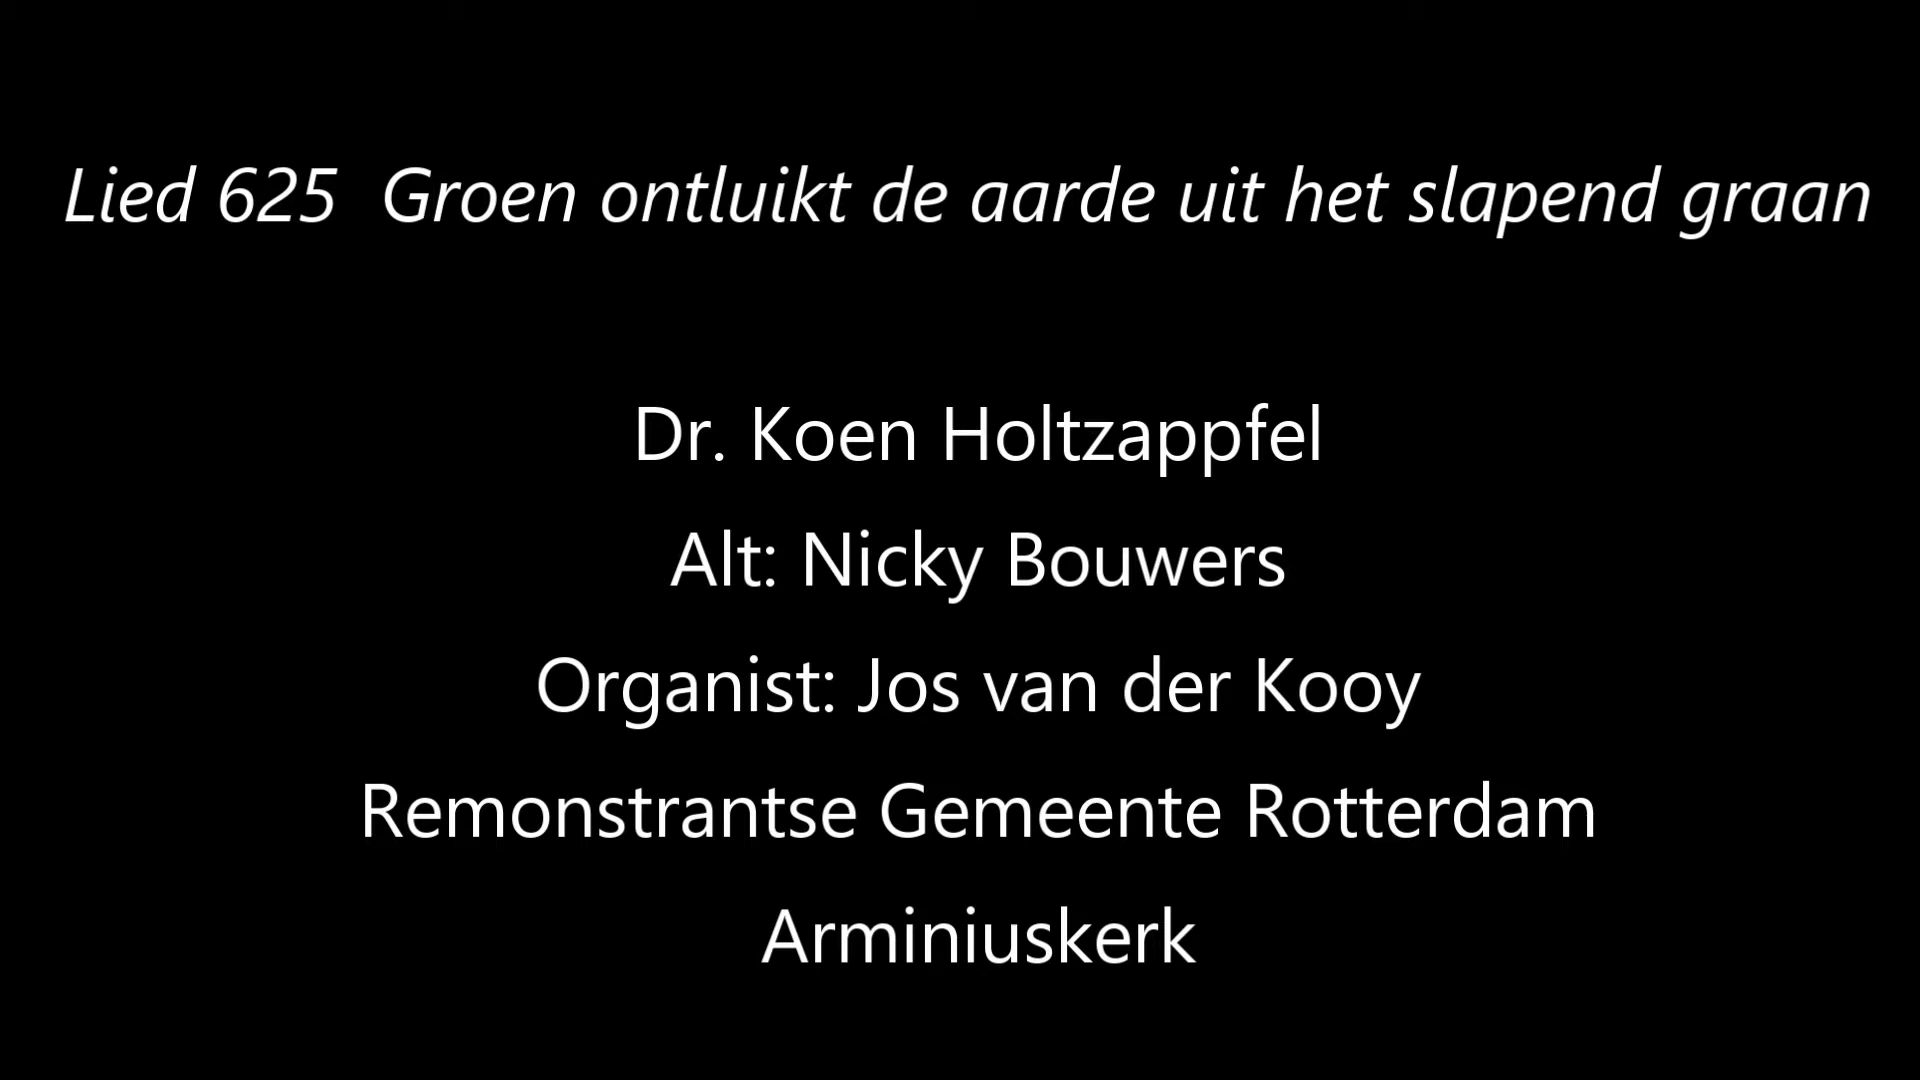 Lied 625  Groen ontluikt de aarde uit het slapend graan
Dr. Koen Holtzappfel
Alt: Nicky Bouwers
Organist: Jos van der Kooy
Remonstrantse Gemeente Rotterdam
Arminiuskerk